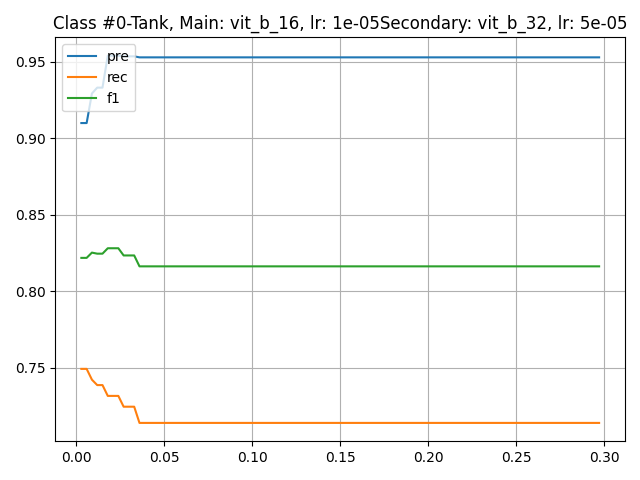 Class #0-Tank, Main: vit_b_16, lr: 1e-05Secondary: vit_b_32, lr: 5e-05
pre
rec
f1
0.95
0.90
0.85
0.80
0.75
0.00 0.05 0.10 0.15 0.20 0.25 0.30